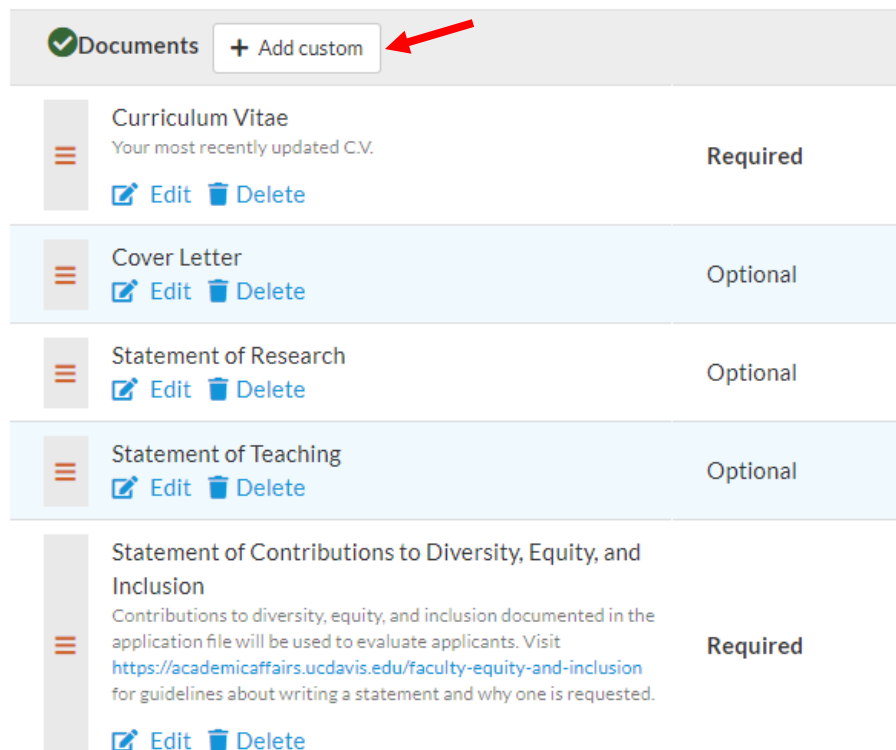 Documents + Add custom
Curriculum Vitae
Your most recently updated C.V.
Required
Edit Delete
Cover Letter
Optional
Edit Delete
Statement of Research
Optional
Edit Delete
Statement of Teaching
Optional
Edit Delete
Statement of Contributions to Diversity, Equity, and
Inclusion
Contributions to diversity, equity, and inclusion documented in the
application file will be used to evaluate applicants. Visit
Required
https://academicaffairs.ucdavis.edu/faculty-equity-and-inclusion
for guidelines about writing a statement and why one is requested.
Edit Delete